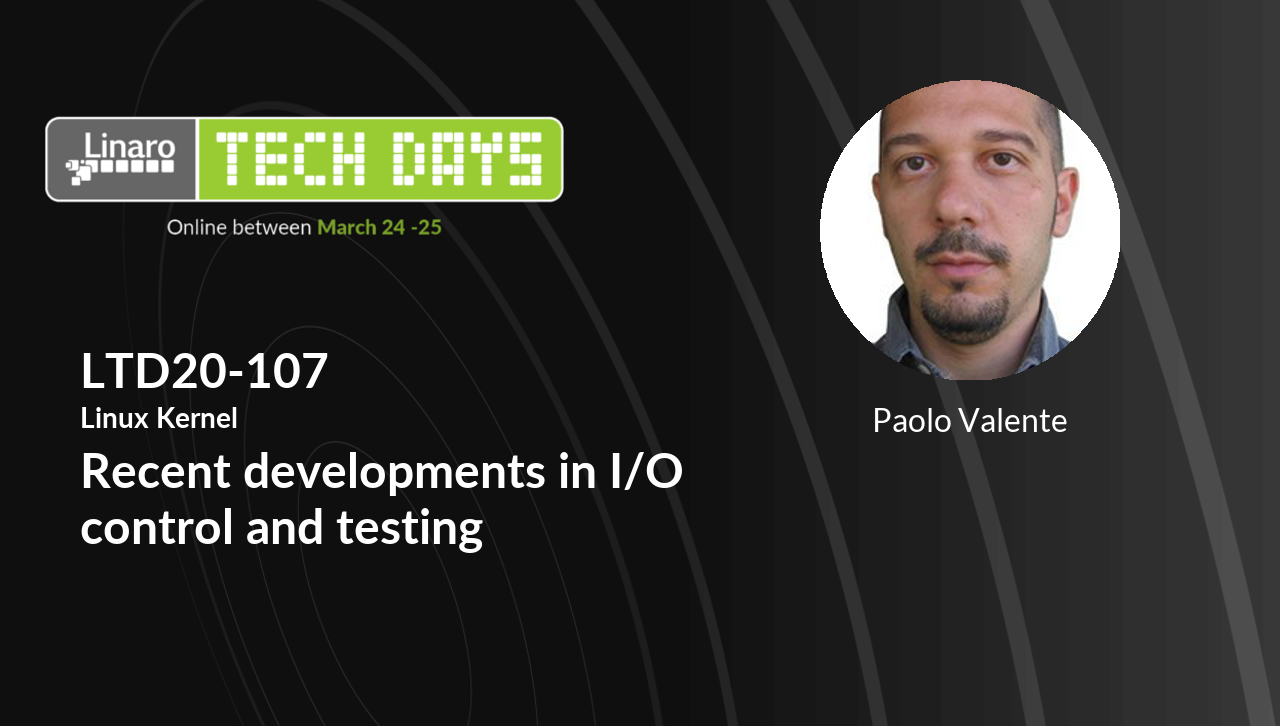 Linaro TECH DAYS
Online between March 24 -25
LTD20-107
Linux Kernel
Recent developments in I/O
control and testing
Paolo Valente